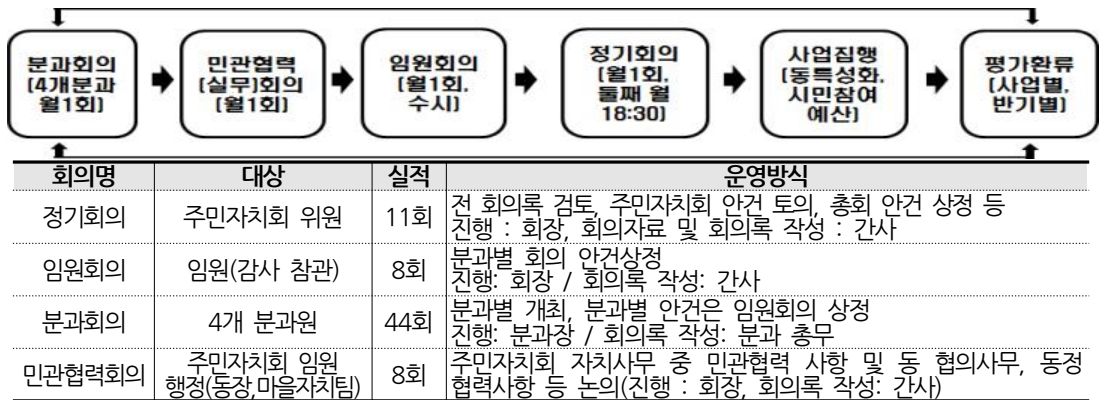 분과회의
[4개분과
월1회]
민관협력
[실무]회의
[월1회]
임원회의
[월1회,
수시]
정기회의
[월1회,
둘째 월
18:30]
사업집행
[동특성화,
시민참여
예산]
평가환류
[사업별,
반기별]
회의명 대상 실적 운영방식
정기회의 주민자치회 위원 11회 전 회의록 검토, 주민자치회 안건 토의, 총회 안건 상정 등
진행 : 회장, 회의자료 및 회의록 작성 : 간사
임원회의 임원(감사 참관) 8회 분과별 회의 안건상정
진행: 회장 / 회의록 작성: 간사
분과회의 4개 분과원 44회 분과별 개최, 분과별 안건은 임원회의 상정
진행: 분과장 / 회의록 작성: 분과 총무
민관협력회의 주민자치회 임원 8회 주민자치회 자치사무 중 민관협력 사항 및 동 협의사무, 동정
행정(동장,마을자치팀) 협력사항 등 논의(진행 : 회장, 회의록 작성: 간사)